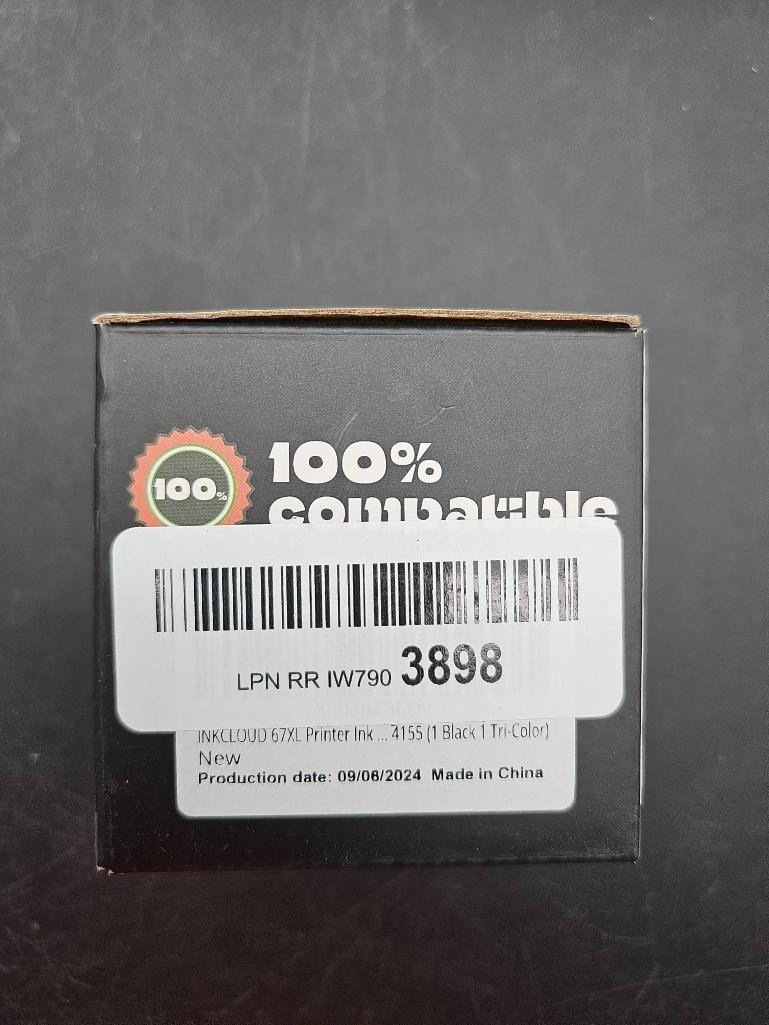 100%
100%
compatible
LPN RR IW790 3898
INKCLOUD 67XL Printer Ink ... 4155 (1 Black 1 Tri-Color)
New
Production date: 09/06/2024 Made in China